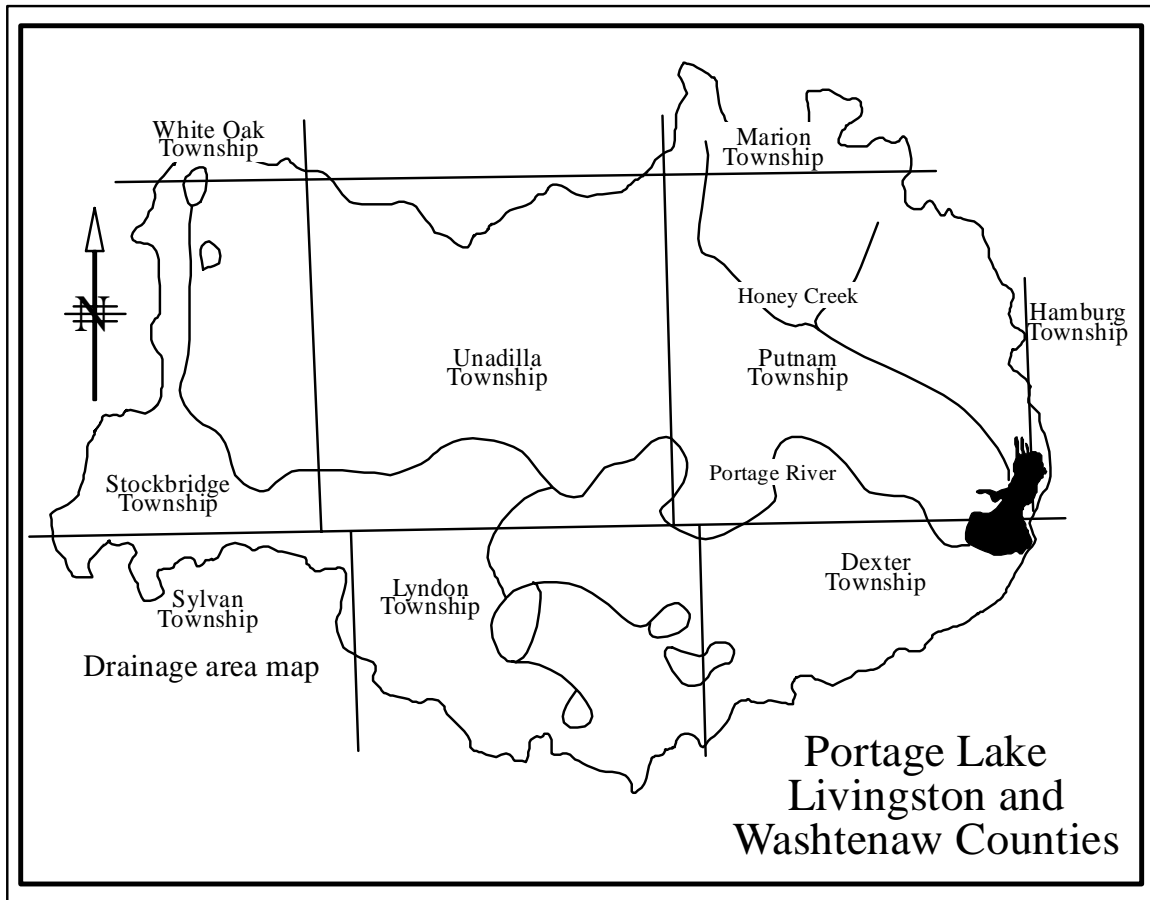 White Oak
Township
Marion
Township
N
Honey Creek
Hamburg
Township
Unadilla
Township
Putnam
Township
Stockbridge
Township
Portage River
Dexter
Township
Lyndon
Township
Sylvan
Township
Drainage area map
Portage Lake
Livingston and
Washtenaw Counties